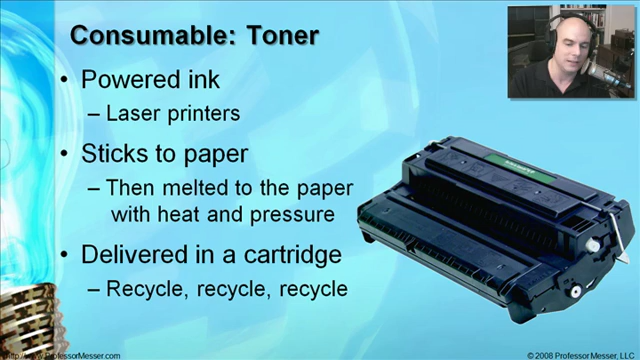 Consumable: Toner
• Powered ink
– Laser printers
• Sticks to paper
– Then melted to the paper
with heat and pressure
• Delivered in a cartridge
– Recycle, recycle, recycle
http://www.ProfessorMesser.com
© 2008 Professor Messer, LLC